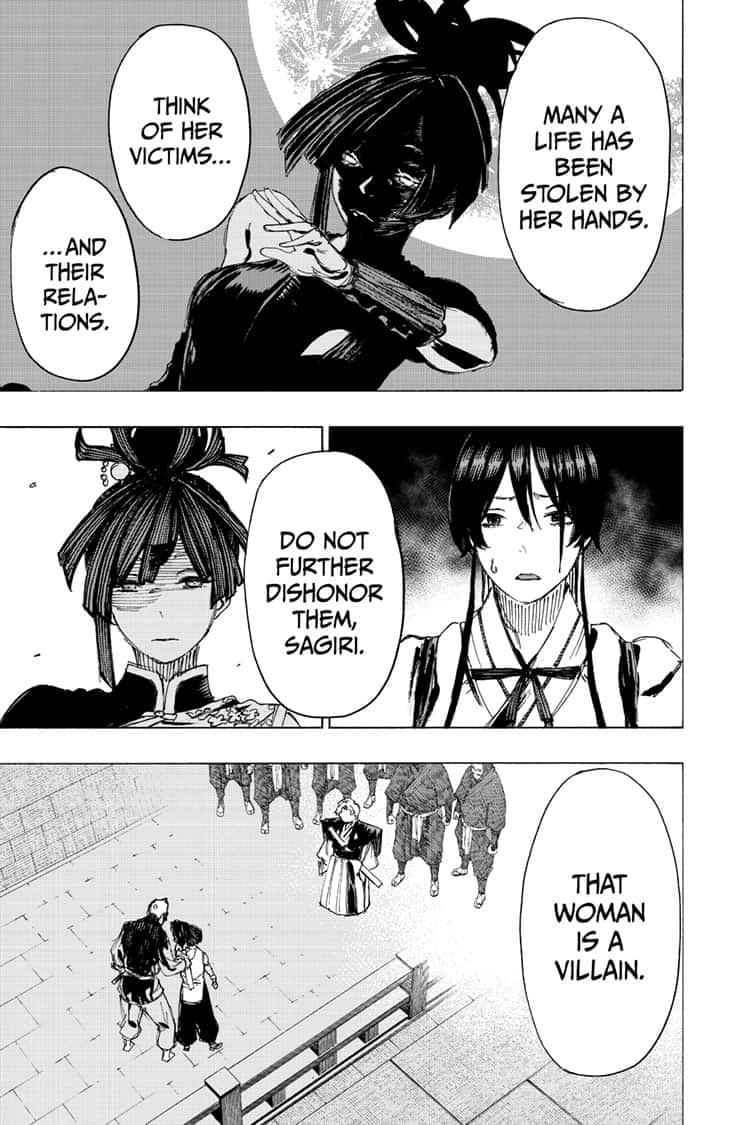 MANY A
LIFE HAS
BEEN
STOLEN BY
HER HANDS.
THINK
OF HER
VICTIMS...
...AND
THEIR
RELA-
TIONS.
DO NOT
FURTHER
DISHONOR
THEM,
SAGIRI.
THAT
WOMAN
IS A
VILLAIN.